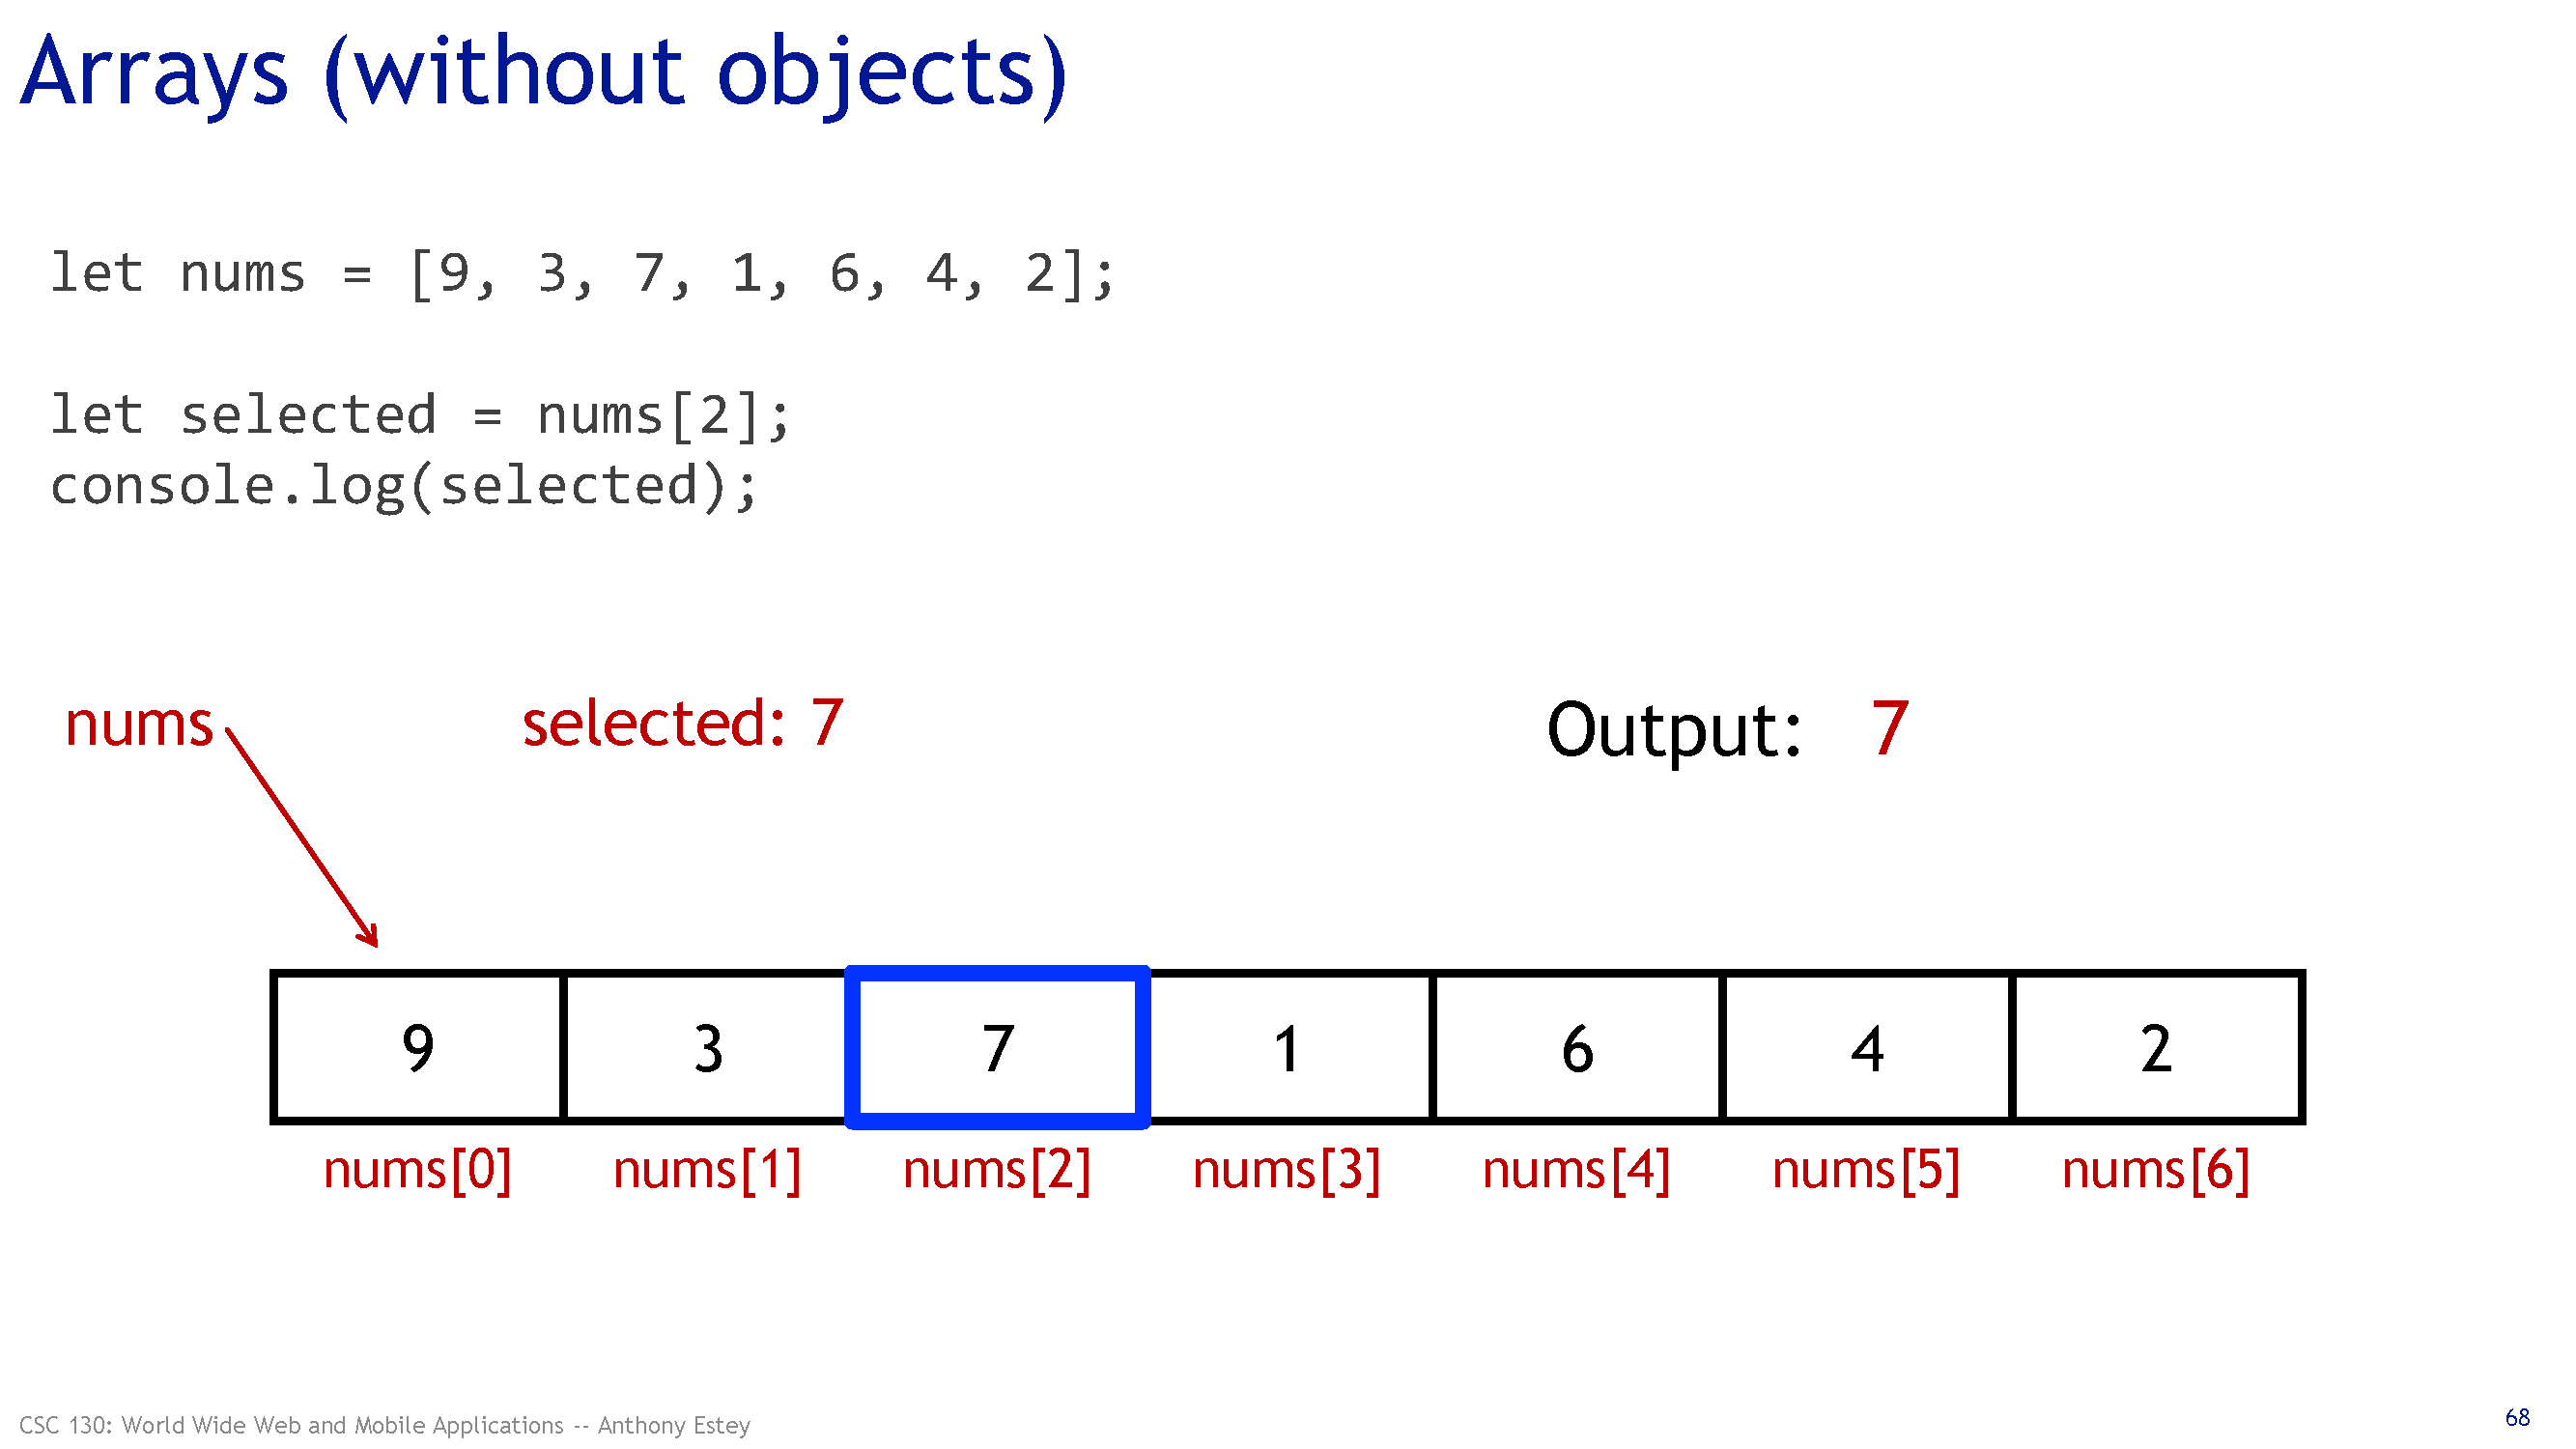 Arrays (without objects)
let nums = [9, 3, 7, 1, 6, 4, 2];
let selected = nums[2];
console.log(selected);
nums selected: 7 Output: 7
9 3 7 1 6 4 2
nums[0] nums[1] nums[2] nums[3] nums[4] nums[5] nums[6]
CSC 130: World Wide Web and Mobile Applications -- Anthony Estey 68